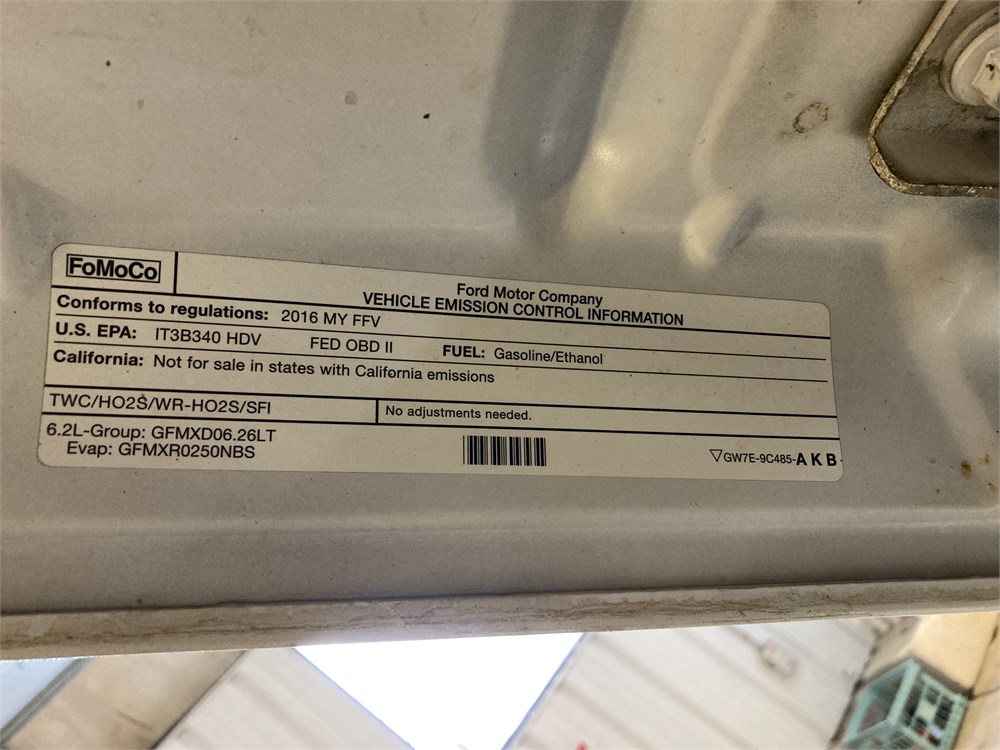 FoMoCo
Ford Motor Company
VEHICLE EMISSION CONTROL INFORMATION
Conforms to regulations: 2016 MY FFV
U.S. EPA: IT3B340 HDV FED OBD II FUEL: Gasoline/Ethanol
California: Not for sale in states with California emissions
TWC/HO2S/WR-HO2S/SFI No adjustments needed.
6.2L-Group: GFMXD06.26LT
Evap: GFMXR0250NBS
▽GW7E-9C485-A K B